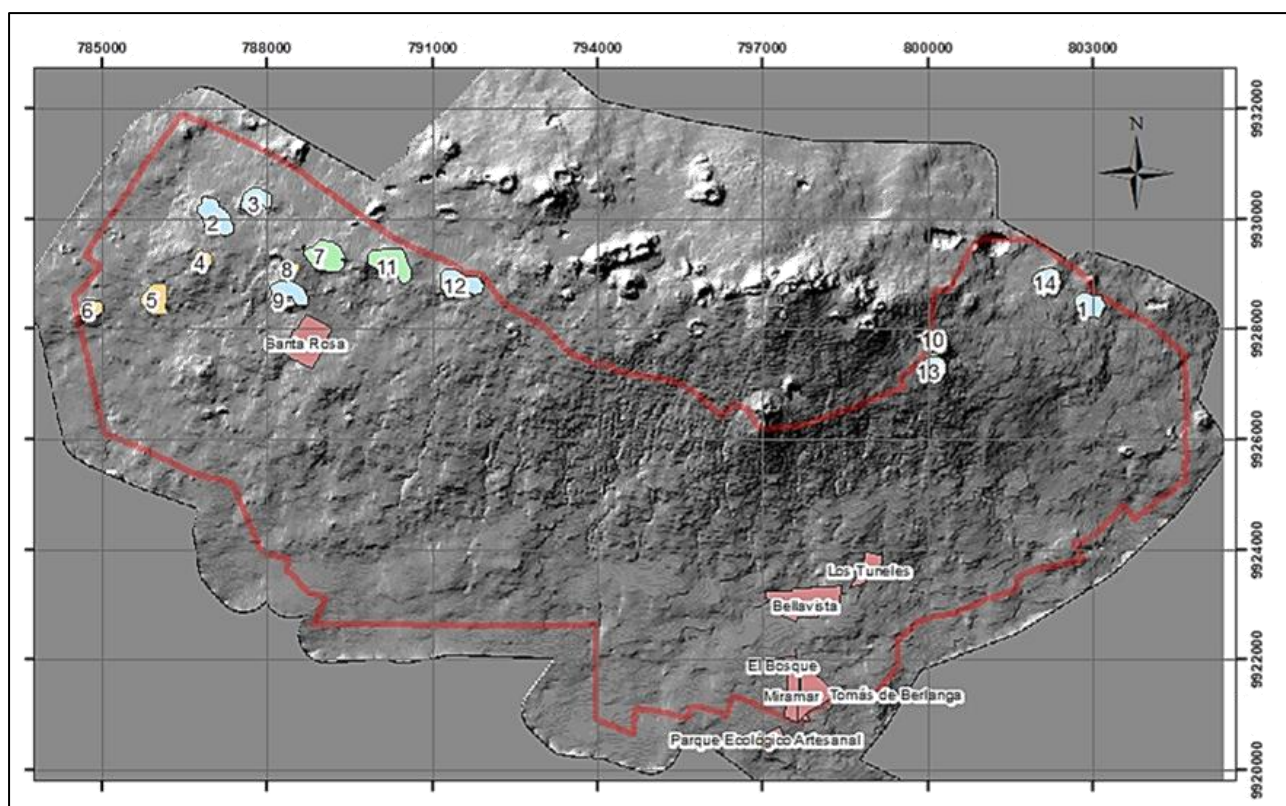 785000 788000 791000 794000 797000 800000 803000
N
9932000
9930000
9928000
9926000
9924000
9922000
9920000
3
2
7
4
8
11
12
14
5
9
1
6
10
Santa Rosa
13
Los Tuneles
Bellavista
El Bosque
Miramar
Tomás de Berlanga
Parque Ecológico Artesanal